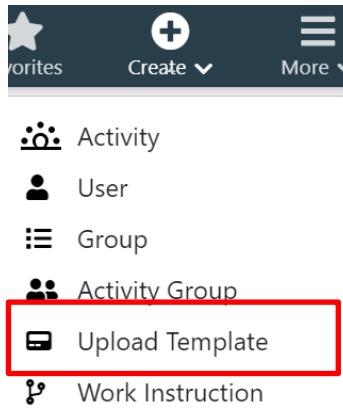 vorites Create More
Activity
User
Group
Activity Group
Upload Template
Work Instruction